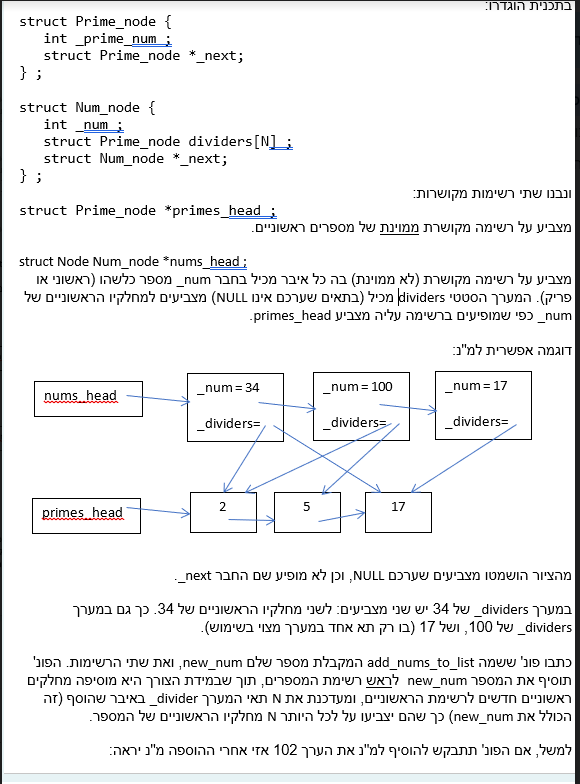 בתכנית הוגדרו:
struct Prime_node {
int _prime_num ;
struct Prime_node *_next;
} ;
struct Num_node {
int _num ;
struct Prime_node dividers[N] ;
struct Num_node *_next;
} ;
ונבנו שתי רשימות מקושרות:
struct Prime_node *primes_head ;
מצביע על רשימה מקושרת ממוינת של מספרים ראשוניים.
struct Node Num_node *nums_head ;
מצביע על רשימה מקושרת (לא ממוינת) בה כל איבר מכיל בחבר _num מספר כלשהו (ראשוני או
פריק). המערך הסטטי dividers מכיל (בתאים שערכם אינו NULL) מצביעים למחלקיו הראשוניים של
_num כפי שמופיעים ברשימה עליה מצביע primes_head.
דוגמה אפשרית למ"נ:
nums_head
_num = 34
_dividers=
_num = 100
_dividers=
_num = 17
_dividers=
primes_head
2
5
17
מהציור הושמטו מצביעים שערכם NULL, וכן לא מופיע שם החבר _next.
במערך _dividers של 34 יש שני מצביעים: לשני מחלקיו הראשוניים של 34. כך גם במערך
_dividers של 100, ושל 17 (בו רק תא אחד במערך מצוי בשימוש).
כתבו פונ' ששמה add_nums_to_list המקבלת מספר שלם new_num, ואת שתי הרשימות. הפונ'
תוסיף את המספר new_num לראש רשימת המספרים, תוך שבמידת הצורך היא מוסיפה מחלקים
ראשוניים חדשים לרשימת הראשוניים, ומעדכנת את N תאי המערך _divider באיבר שהוסף (זה
הכולל את new_num) כך שהם יצביעו על לכל היותר N מחלקיו הראשוניים של המספר.
למשל, אם הפונ' תתבקש להוסיף למ"נ את הערך 102 אזי אחרי ההוספה מ"נ יראה: